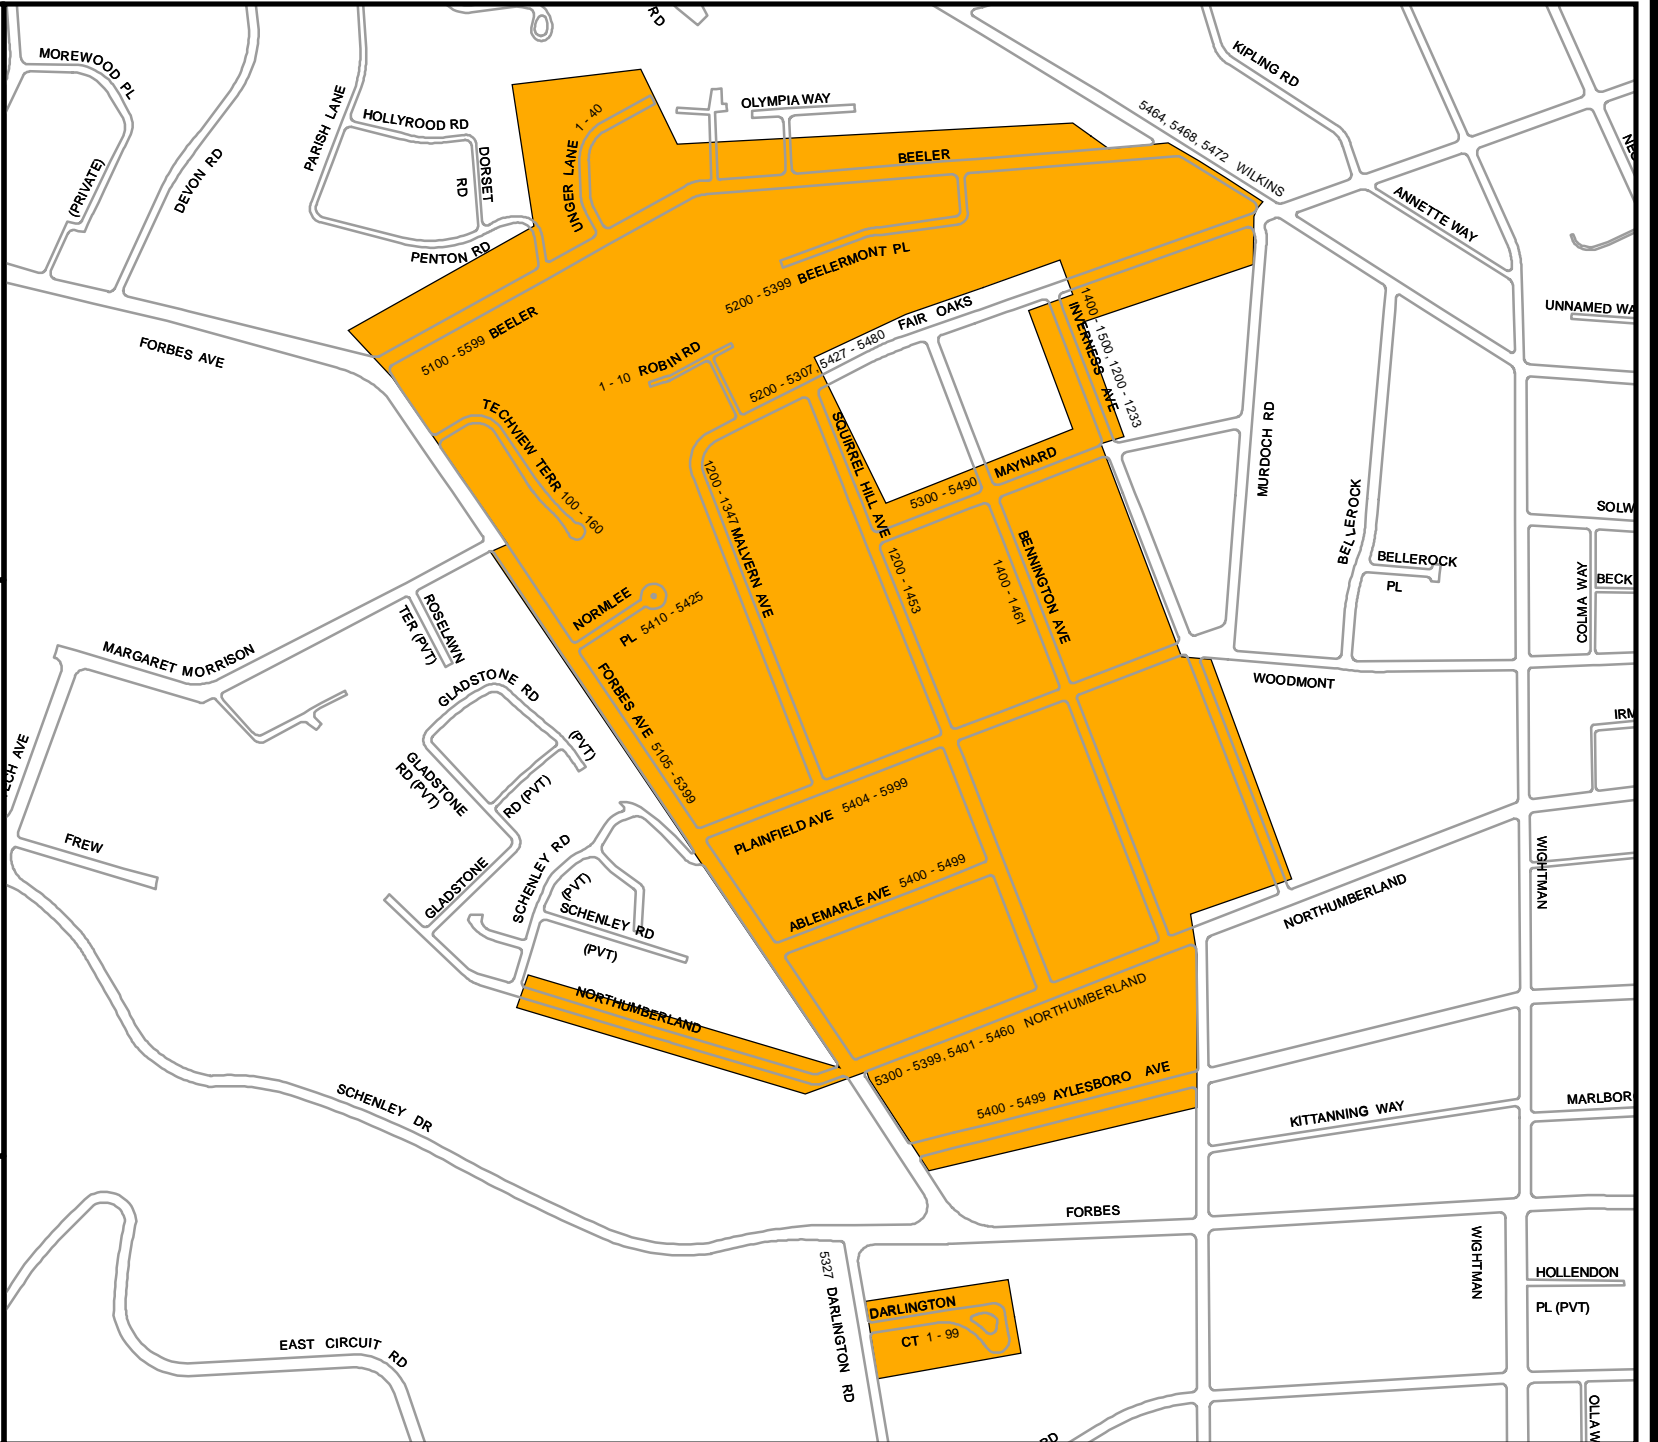 RD
MOREWOOD PL
(PRIVATE)
DEVON RD
PARISH LANE
HOLLYROOD RD
DORSET
RD
PENTON RD
UNGER LANE 1 - 40
OLYMPIA WAY
BEELER
KIPLING RD
5464, 5468, 5472 WILKINS
ANNETTE WAY
UNNAMED WA
FORBES AVE
5100 - 5599 BEELER
5200 - 5399 BEELERMONT PL
1 - 10 ROBIN RD
5200 - 5307, 5427 - 5480 FAIR OAKS
INVERNESS AVE
1400 - 1500, 1200 - 1233
TECHVIEW TERR 100 - 160
1200 - 1347 MALVERN AVE
SQUIRREL HILL AVE
1200 - 1453
5300 - 5490 MAYNARD
BENNINGTON AVE
1400 - 1461
MURDOCH RD
BELLEROCK
BELLEROCK
PL
SOLW
COLMA WAY
BECK
NORMLEE
PL 5410 - 5425
ROSELAWN
TER (PVT)
MARGARET MORRISON
GLADSTONE RD
(PVT)
GLADSTONE
RD (PVT)
RD (PVT)
GLADSTONE
FORBES AVE 5105 - 5399
WOODMONT
IRM
ECH AVE
FREW
PLAINFIELD AVE 5404 - 5999
ABLEMARLE AVE 5400 - 5499
SCHENLEY RD
(PVT)
SCHENLEY RD
(PVT)
NORTHUMBERLAND
WIGHTMAN
NORTHUMBERLAND
5300 - 5399, 5401 - 5460 NORTHUMBERLAND
5400 - 5499 AYLESBORO AVE
KITTANNING WAY
MARLBOR
SCHENLEY DR
FORBES
WIGHTMAN
HOLLENDON
PL (PVT)
5327 DARLINGTON RD
DARLINGTON
CT 1 - 99
EAST CIRCUIT RD
RD
OLLA W